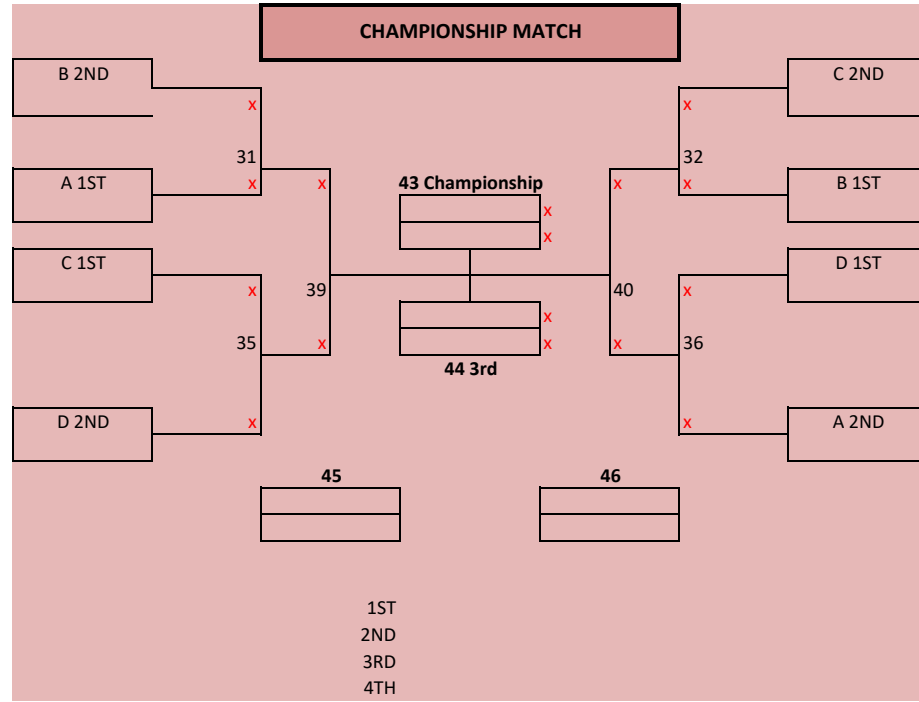 CHAMPIONSHIP MATCH
B 2ND
C 2ND
x
x
31
32
A 1ST
x
x
43 Championship
x
x
B 1ST
x
x
C 1ST
D 1ST
x
39
40
x
x
35
x
x
x
36
44 3rd
D 2ND
x
x
A 2ND
45
46
1ST
2ND
3RD
4TH